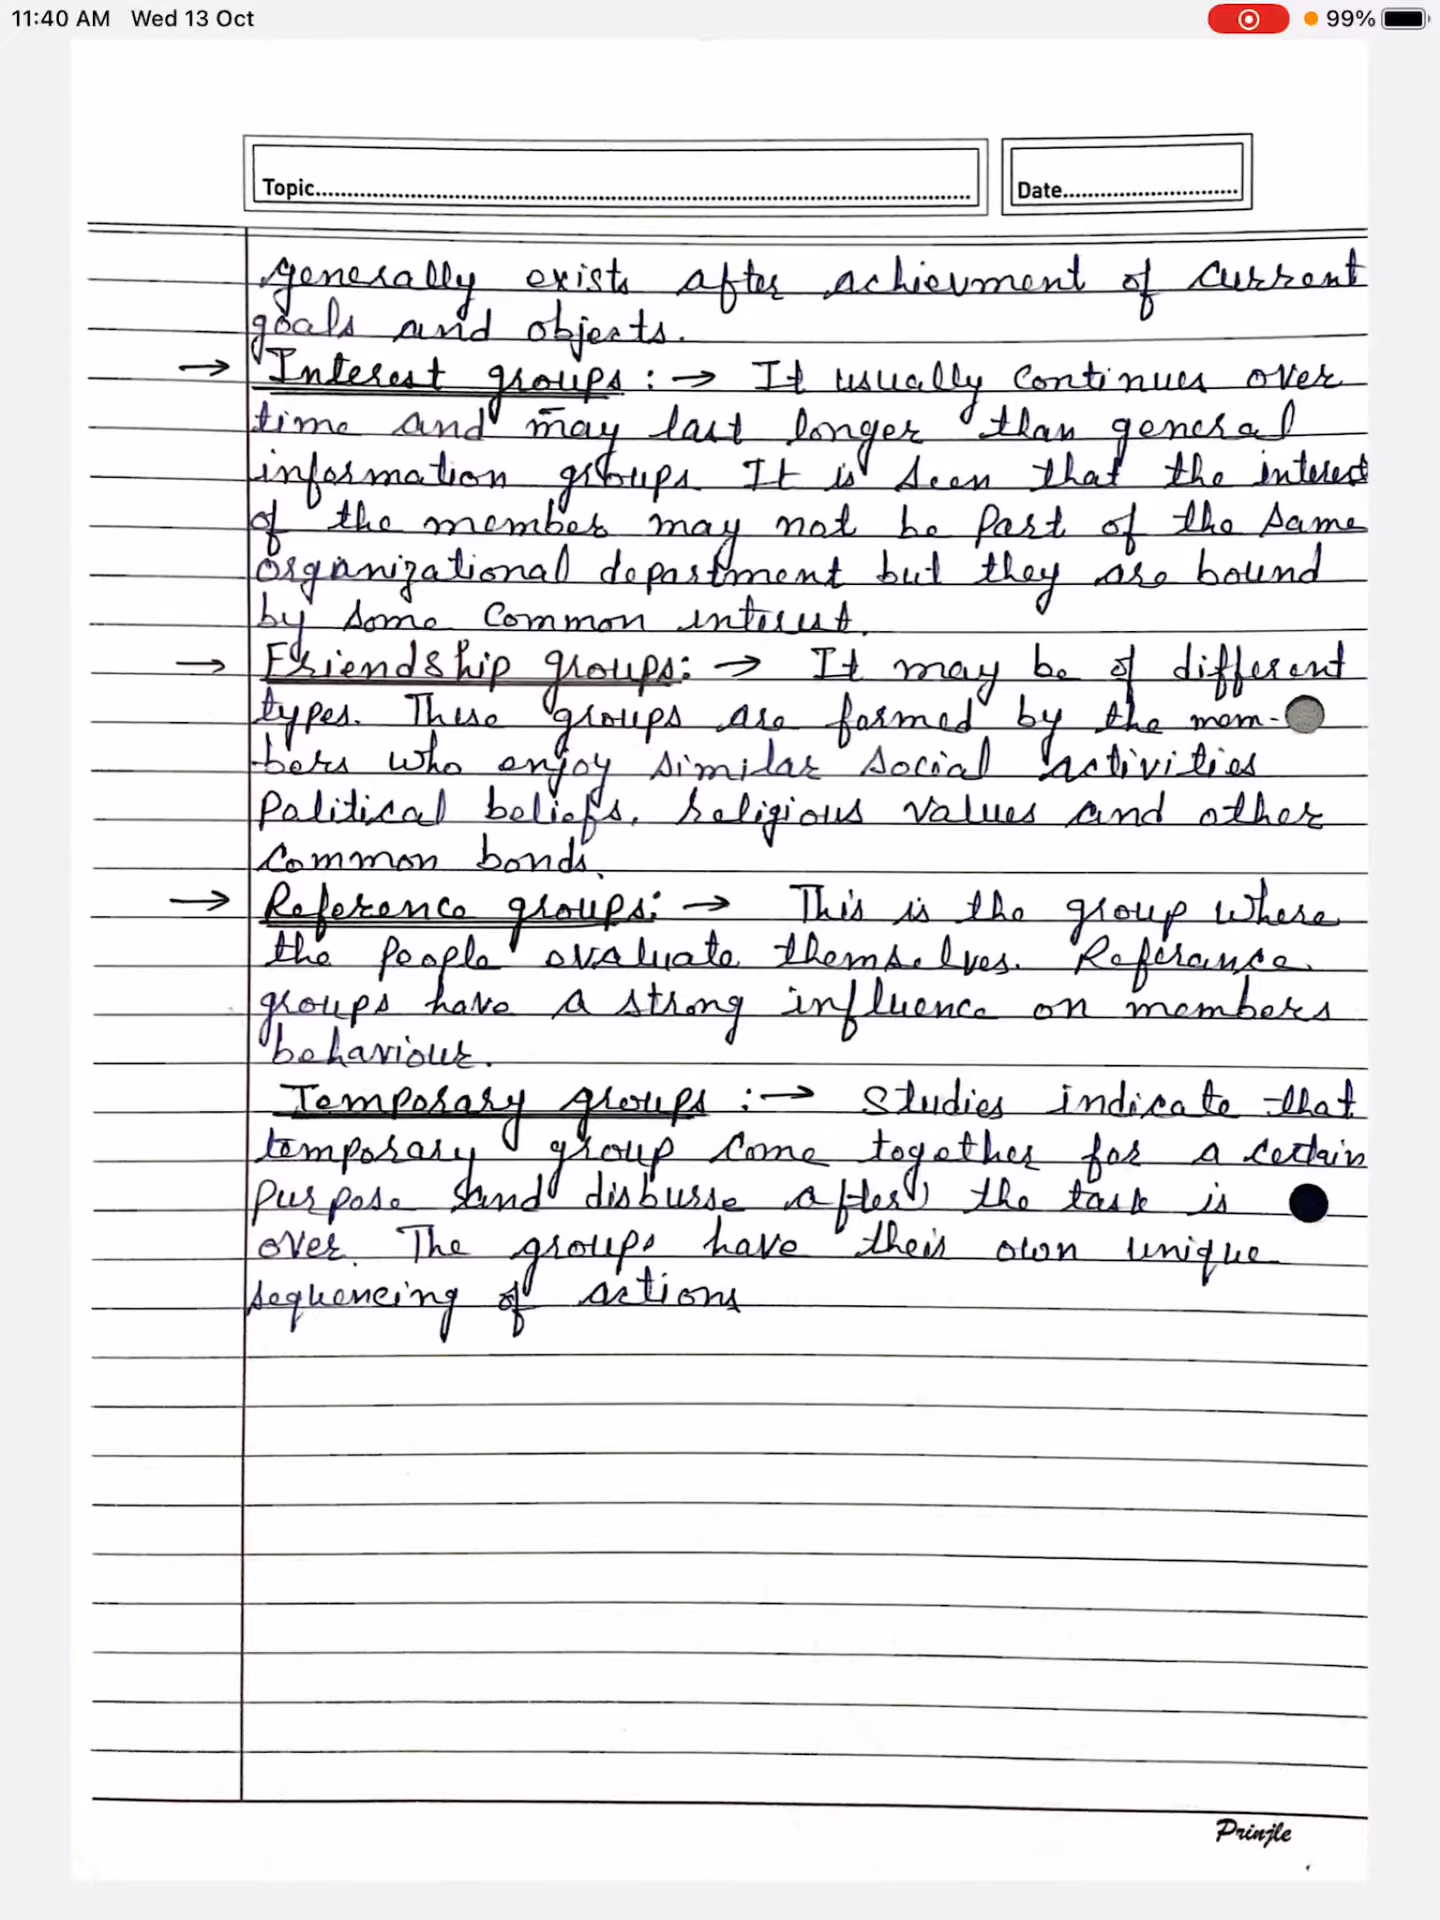 11:40 AM Wed 13 Oct
99%
Topic
Date
generally exists after achievment of current
goals and objects.
→ Interest groups :→ It usually continues over
time and may last longer than general
information groups. It is seen that the interest
of the member may not be part of the same
organizational department but they are bound
by some common interest.
→ Friendship groups: → It may be of different
types. These groups are formed by the mem-
bers who enjoy similar social activities
Political beliefs, religious values and other
common bonds.
→ Reference groups: → This is the group where
the people evaluate themselves. Referance
groups have a strong influence on members
behaviour.
Temporary groups :→ Studies indicate that
temporary group come together for a certain
purpose and disburse after the task is
over. The groups have their own unique
sequencing of actions
Prinjle